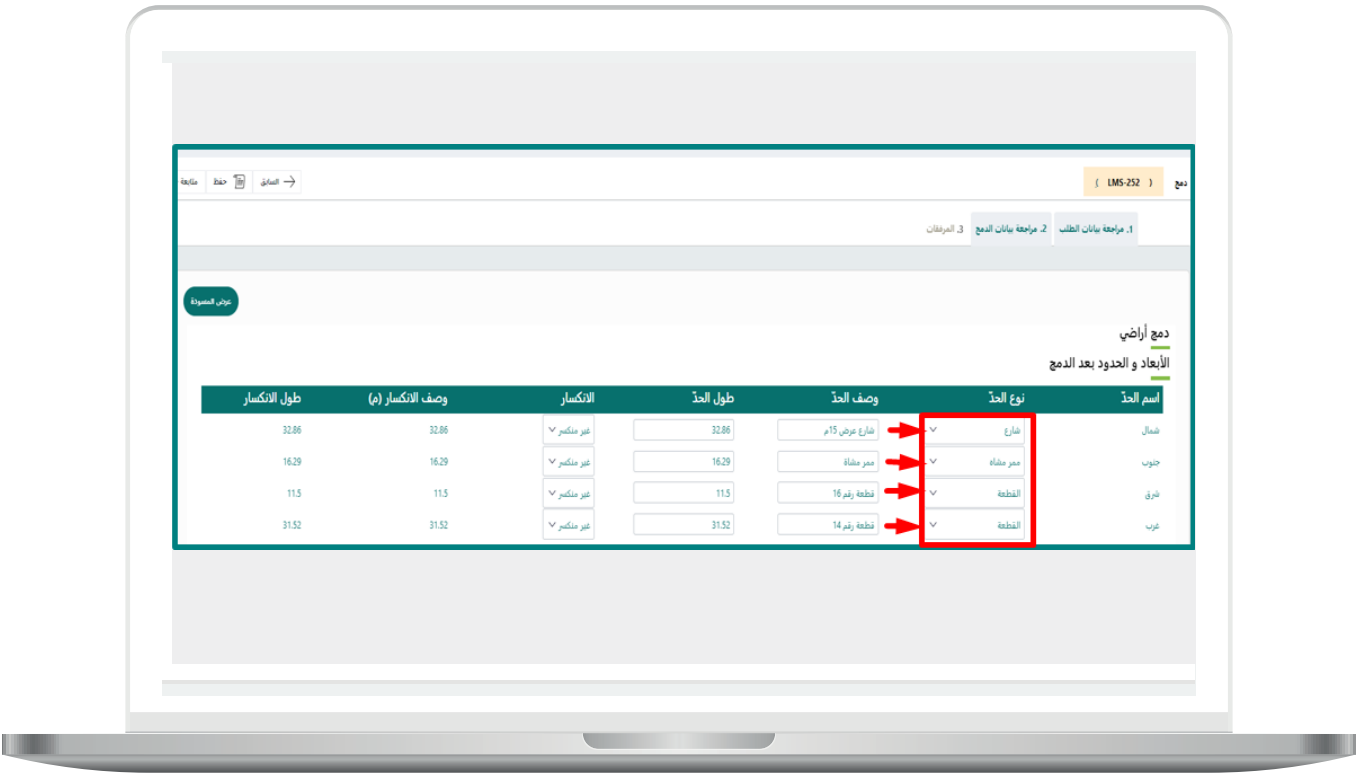 دمج ( LMS-252 ) السابق حفظ متابعة
1. مراجعة بيانات الطلب 2. مراجعة بيانات الدمج 3. المرفقات
عرض المسودة
دمج أراضي
الأبعاد و الحدود بعد الدمج
اسم الحدّ نوع الحدّ وصف الحدّ طول الحدّ الانكسار وصف الانكسار (م) طول الانكسار
شمال شارع شارع عرض 15م 32.86 غير منكسر 32.86 32.86
جنوب ممر مشاه ممر مشاة 16.29 غير منكسر 16.29 16.29
شرق القطعة قطعة رقم 16 11.5 غير منكسر 11.5 11.5
غرب القطعة قطعة رقم 14 31.52 غير منكسر 31.52 31.52